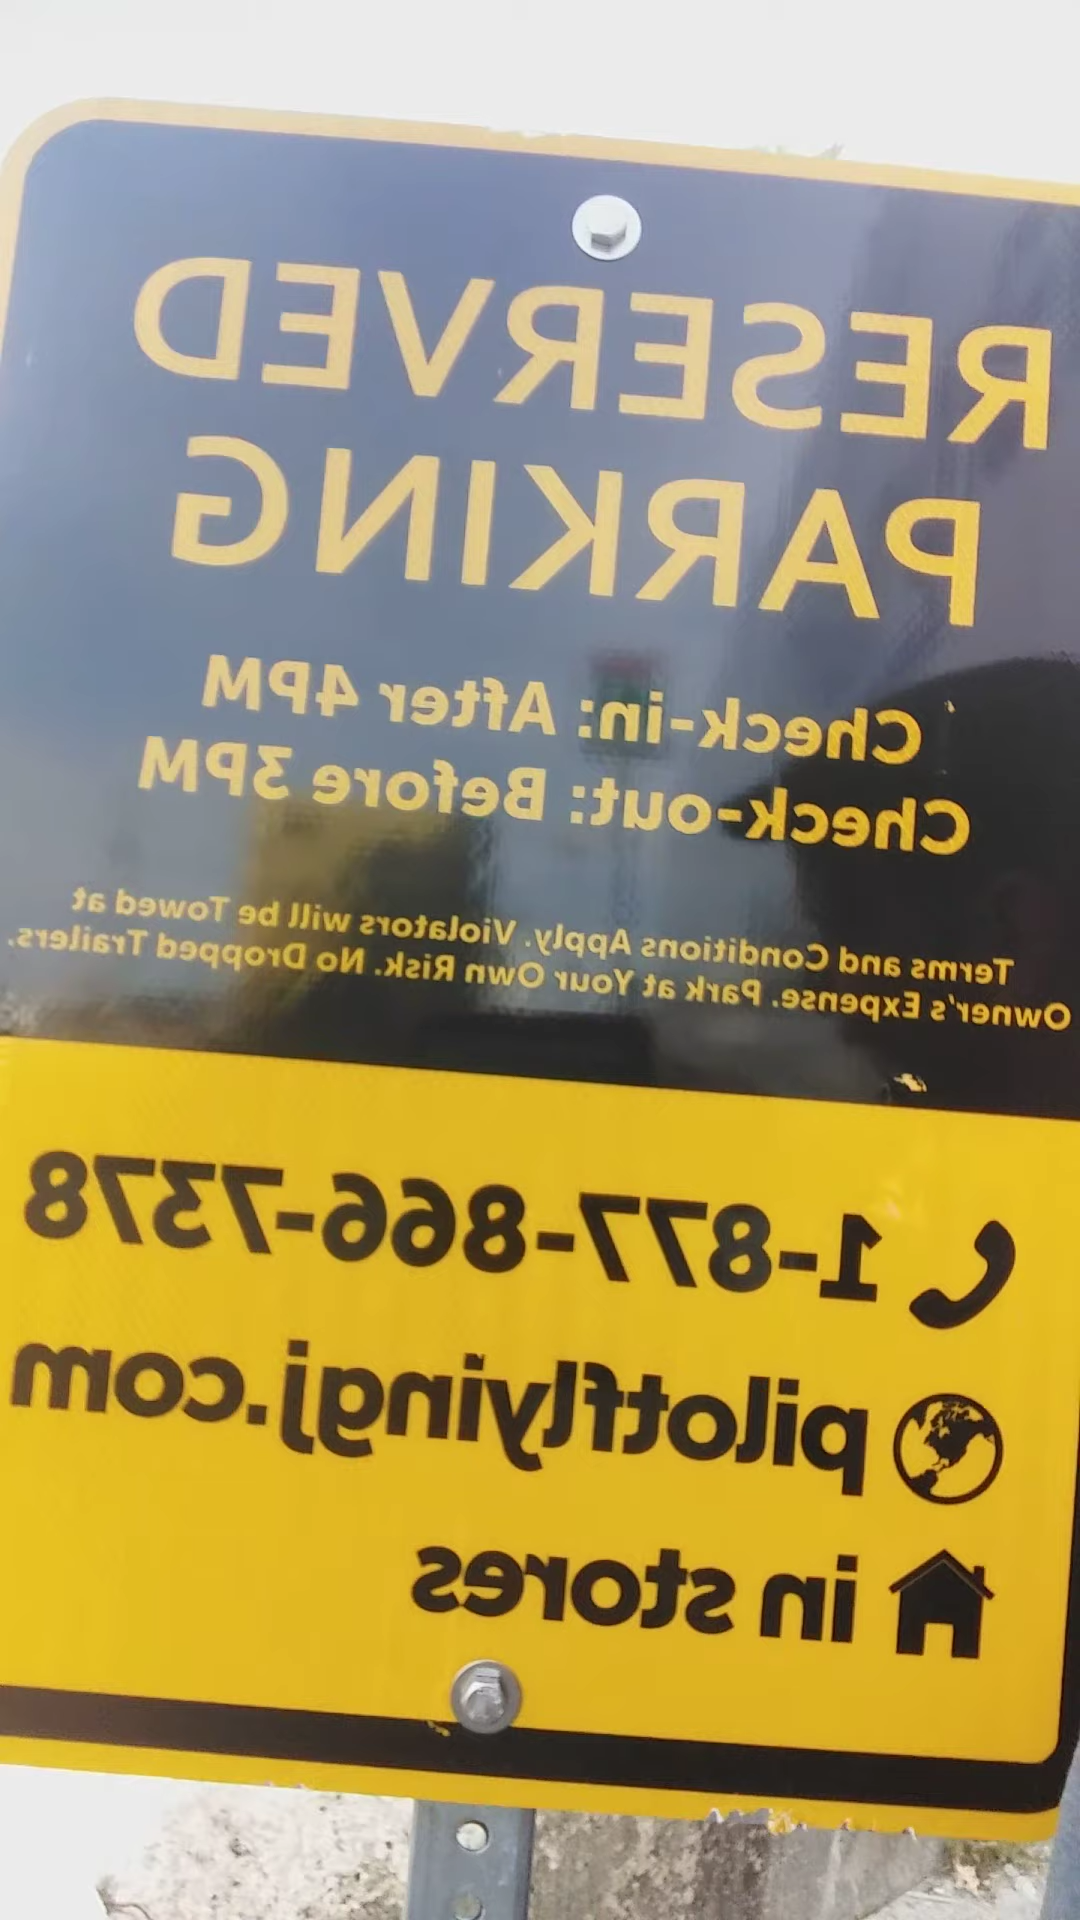 RESERVED
PARKING
Check-in: After 4PM
Check-out: Before 3PM
Terms and Conditions Apply. Violators will be Towed at
Owner's Expense. Park at Your Own Risk. No Dropped Trailers.
1-877-866-7378
pilotflyingj.com
in stores